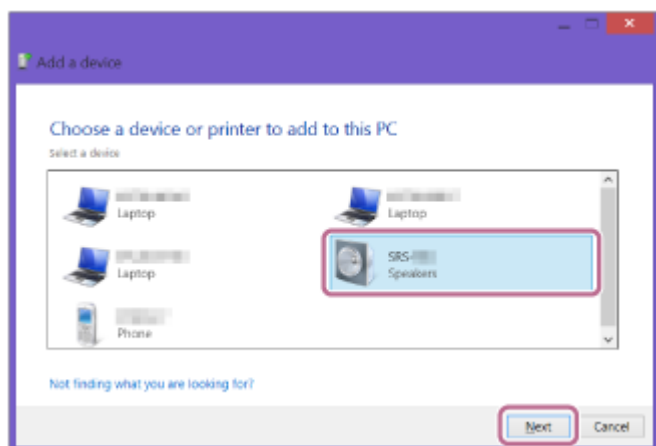 Add a device
Choose a device or printer to add to this PC
Select a device
Laptop
Laptop
Laptop
SRS-
Speakers
Phone
Not finding what you are looking for?
Next
Cancel